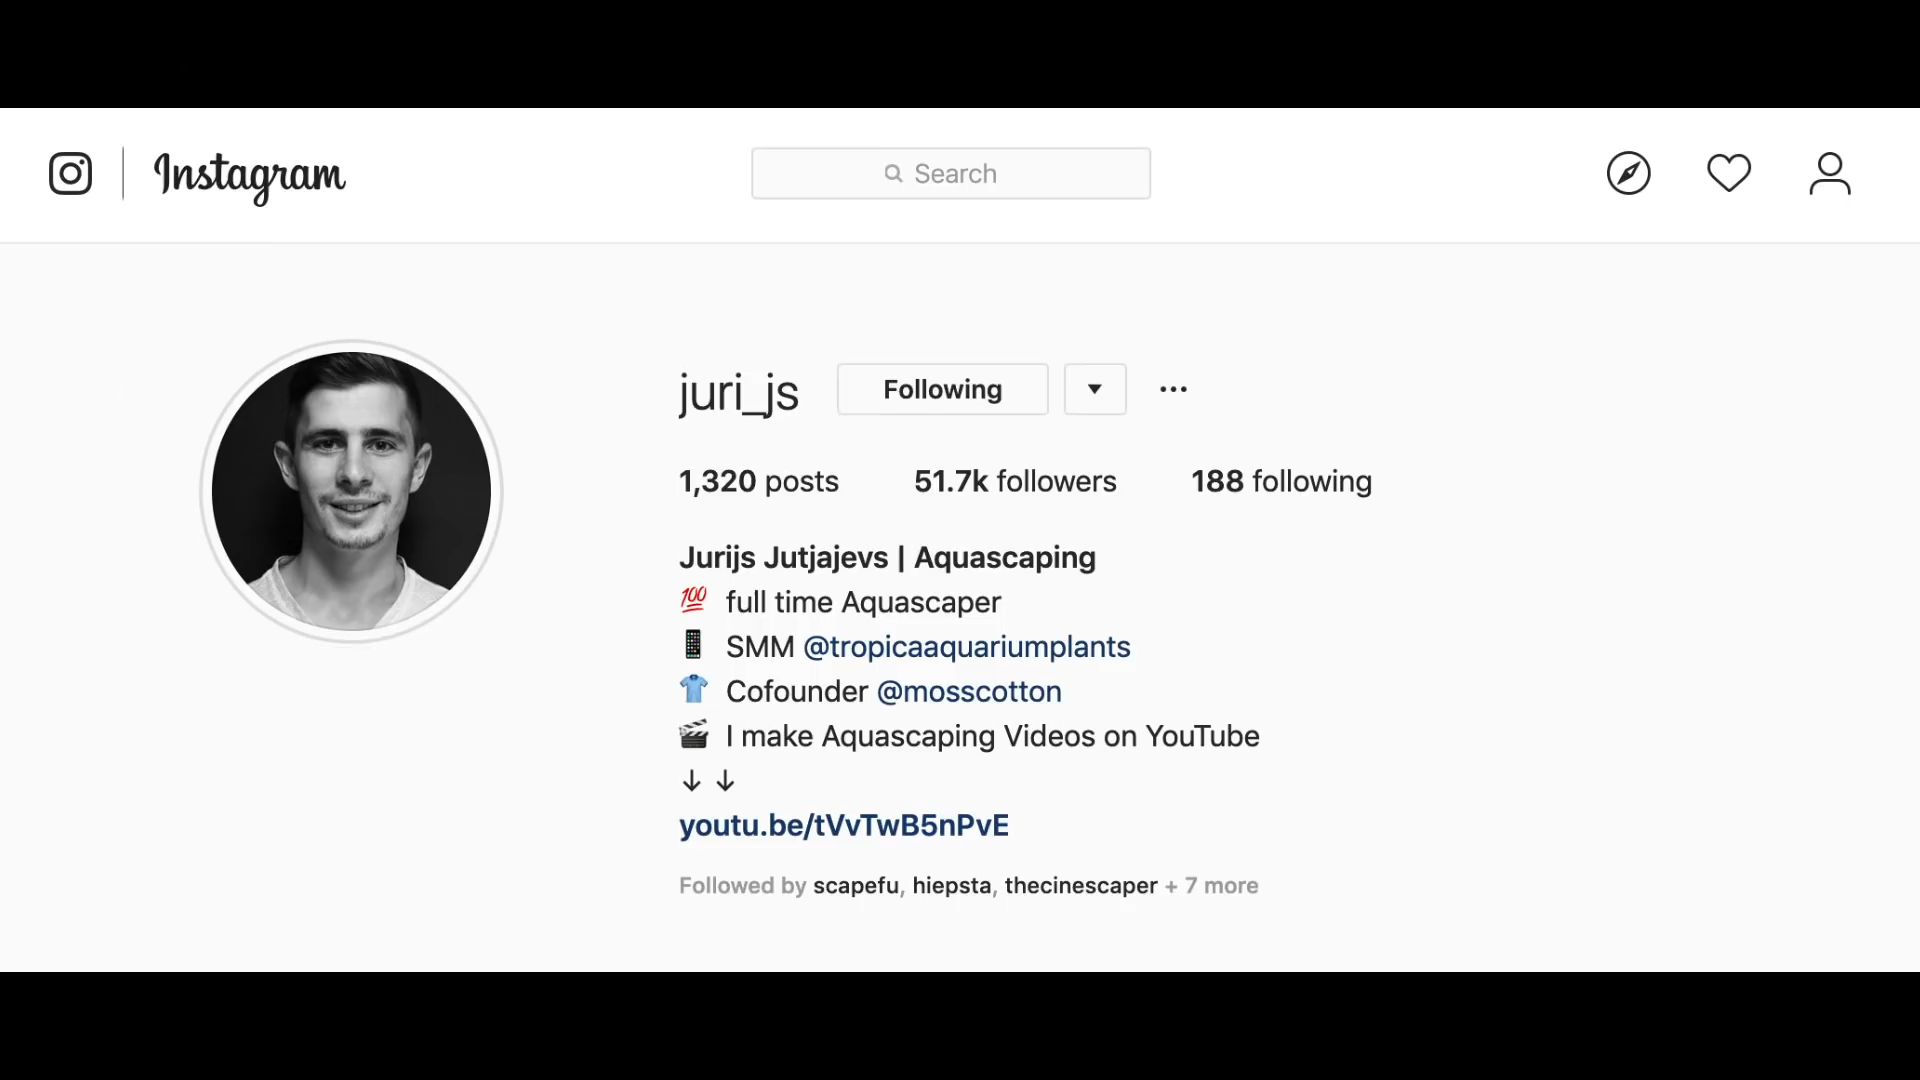 Instagram
Search
juri_js Following
1,320 posts 51.7k followers 188 following
Jurijs Jutjajevs | Aquascaping
💯 full time Aquascaper
📱 SMM @tropicaaquariumplants
👕 Cofounder @mosscotton
🎬 I make Aquascaping Videos on YouTube
↓ ↓
youtu.be/tVvTwB5nPvE
Followed by scapefu, hiepsta, thecinescaper + 7 more